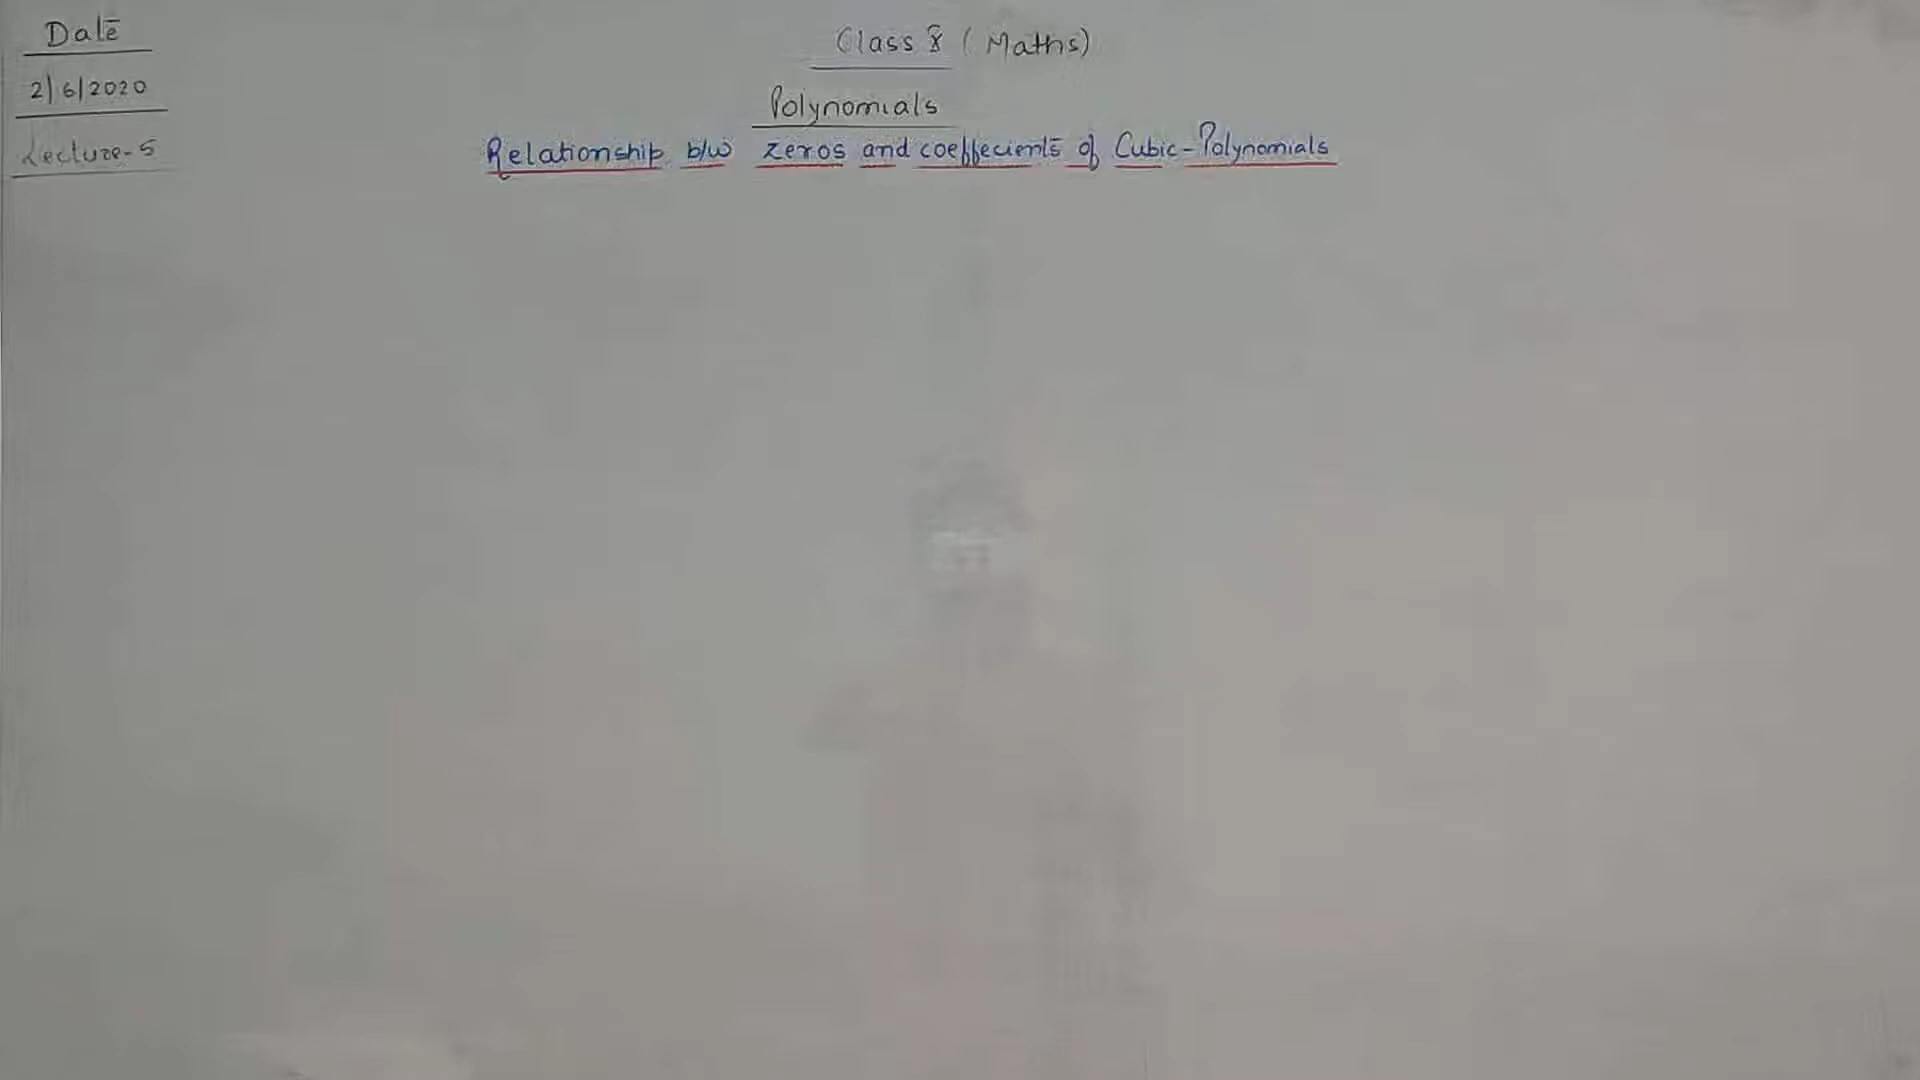 Date
2/6/2020
Lecture-5
Class X (Maths)
Polynomials
Relationship b/w zeros and coeffecients of Cubic-Polynomials